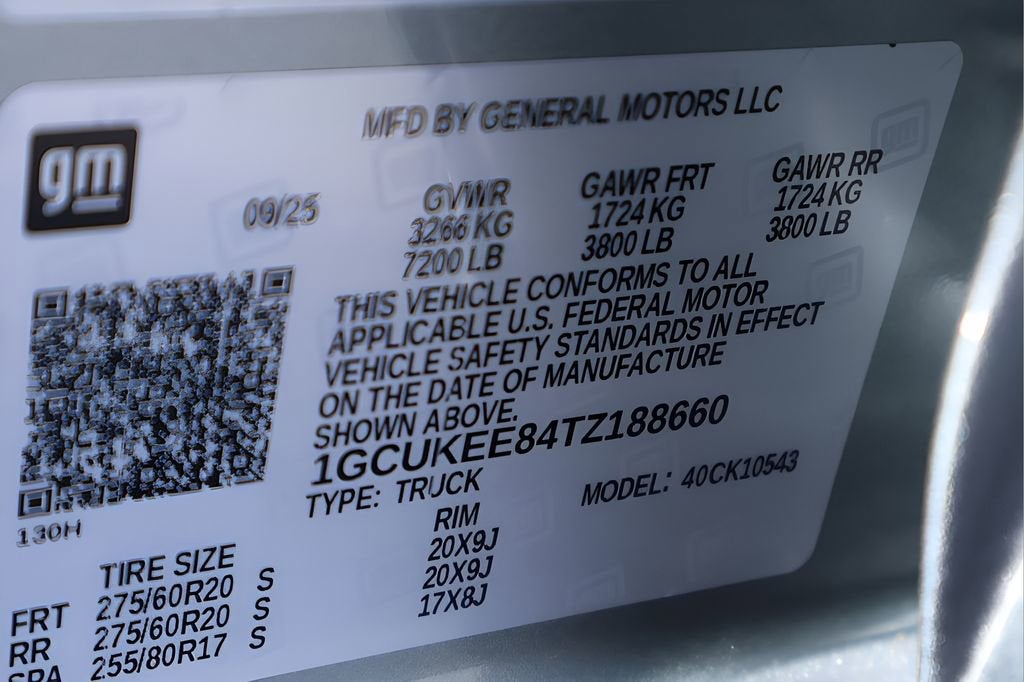 MFD BY GENERAL MOTORS LLC
gm
09/25 GVWR GAWR FRT GAWR RR
3266 KG 1724 KG 1724 KG
7200 LB 3800 LB 3800 LB
THIS VEHICLE CONFORMS TO ALL
APPLICABLE U.S. FEDERAL MOTOR
VEHICLE SAFETY STANDARDS IN EFFECT
ON THE DATE OF MANUFACTURE
SHOWN ABOVE.
1GCUKEE84TZ188660
TYPE: TRUCK MODEL: 40CK10543
130H
TIRE SIZE RIM
FRT 275/60R20 S 20X9J
RR 275/60R20 S 20X9J
SPA 255/80R17 S 17X8J